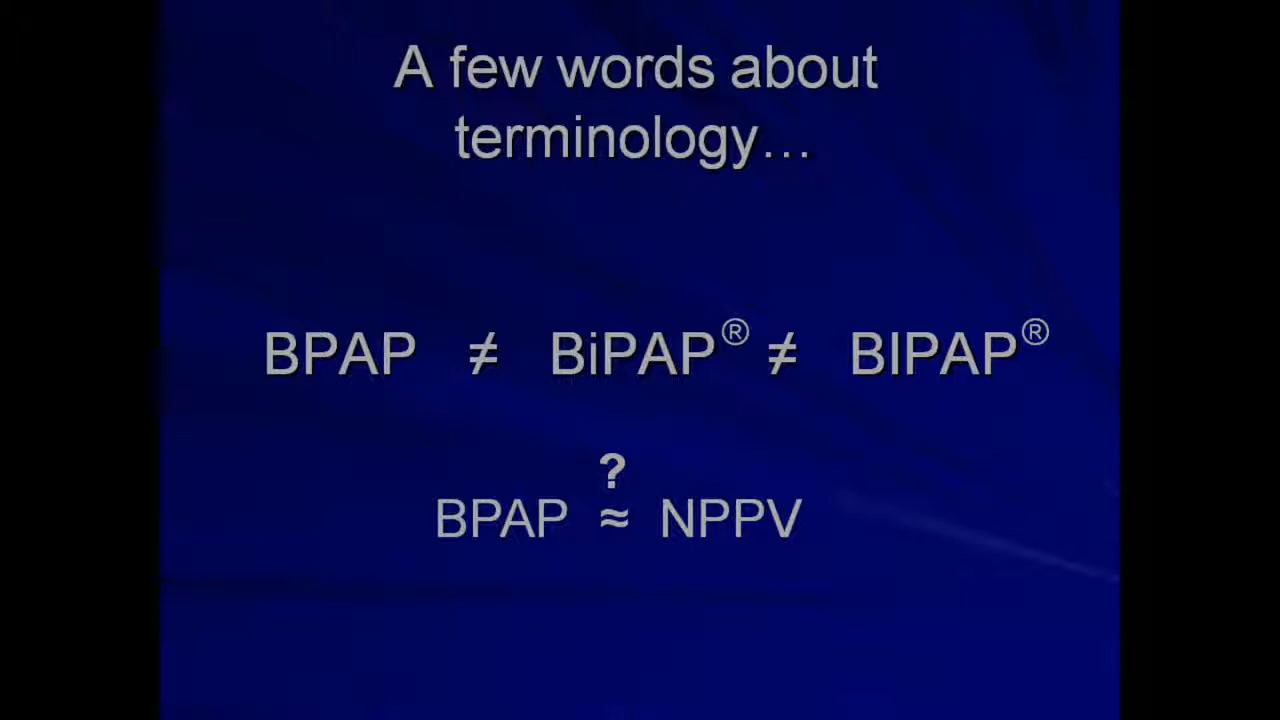 A few words about
terminology…
BPAP ≠ BiPAP® ≠ BIPAP®
?
BPAP ≈ NPPV